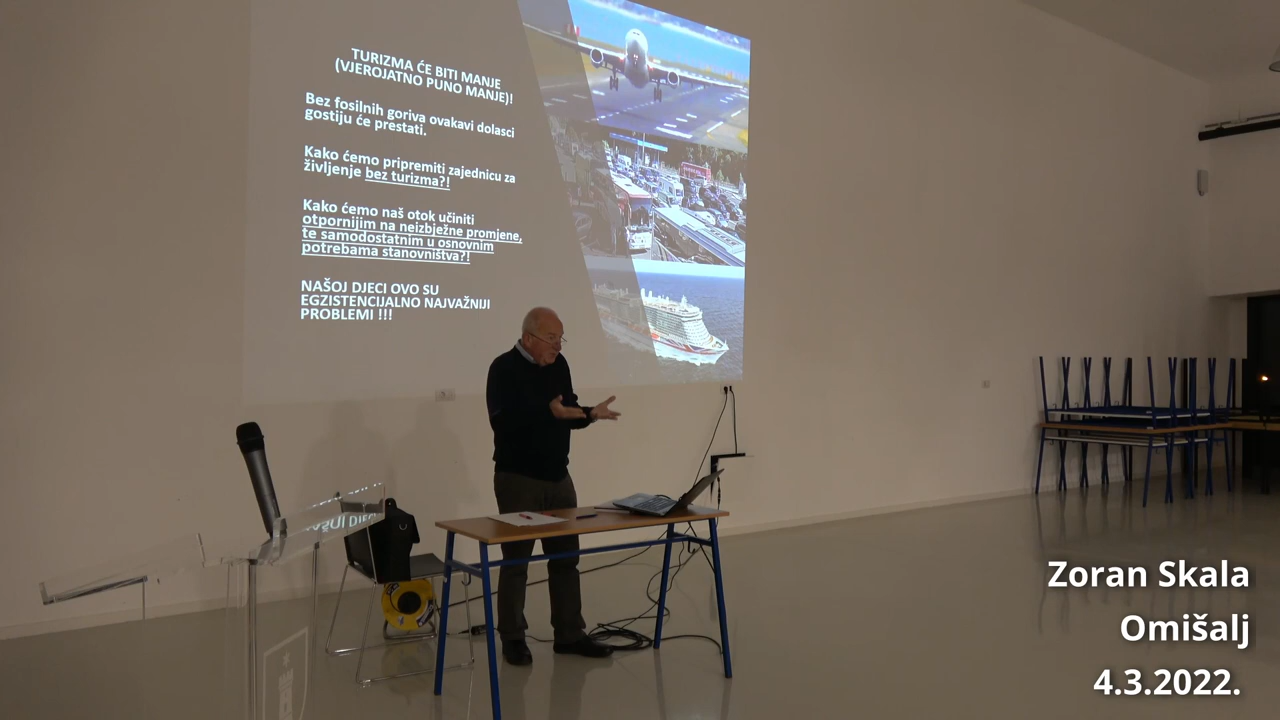 TURIZMA ĆE BITI MANJE
(VJEROJATNO PUNO MANJE)!
Bez fosilnih goriva ovakavi dolasci
gostiju će prestati.
Kako ćemo pripremiti zajednicu za
življenje bez turizma?!
Kako ćemo naš otok učiniti
otpornijim na neizbježne promjene,
te samodostatnim u osnovnim
potrebama stanovništva?!
NAŠOJ DJECI OVO SU
EGZISTENCIJALNO NAJVAŽNIJI
PROBLEMI !!!
Zoran Skala
Omišalj
4.3.2022.